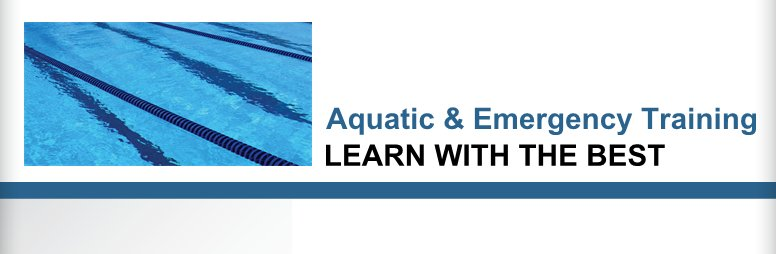 Aquatic & Emergency Training
LEARN WITH THE BEST